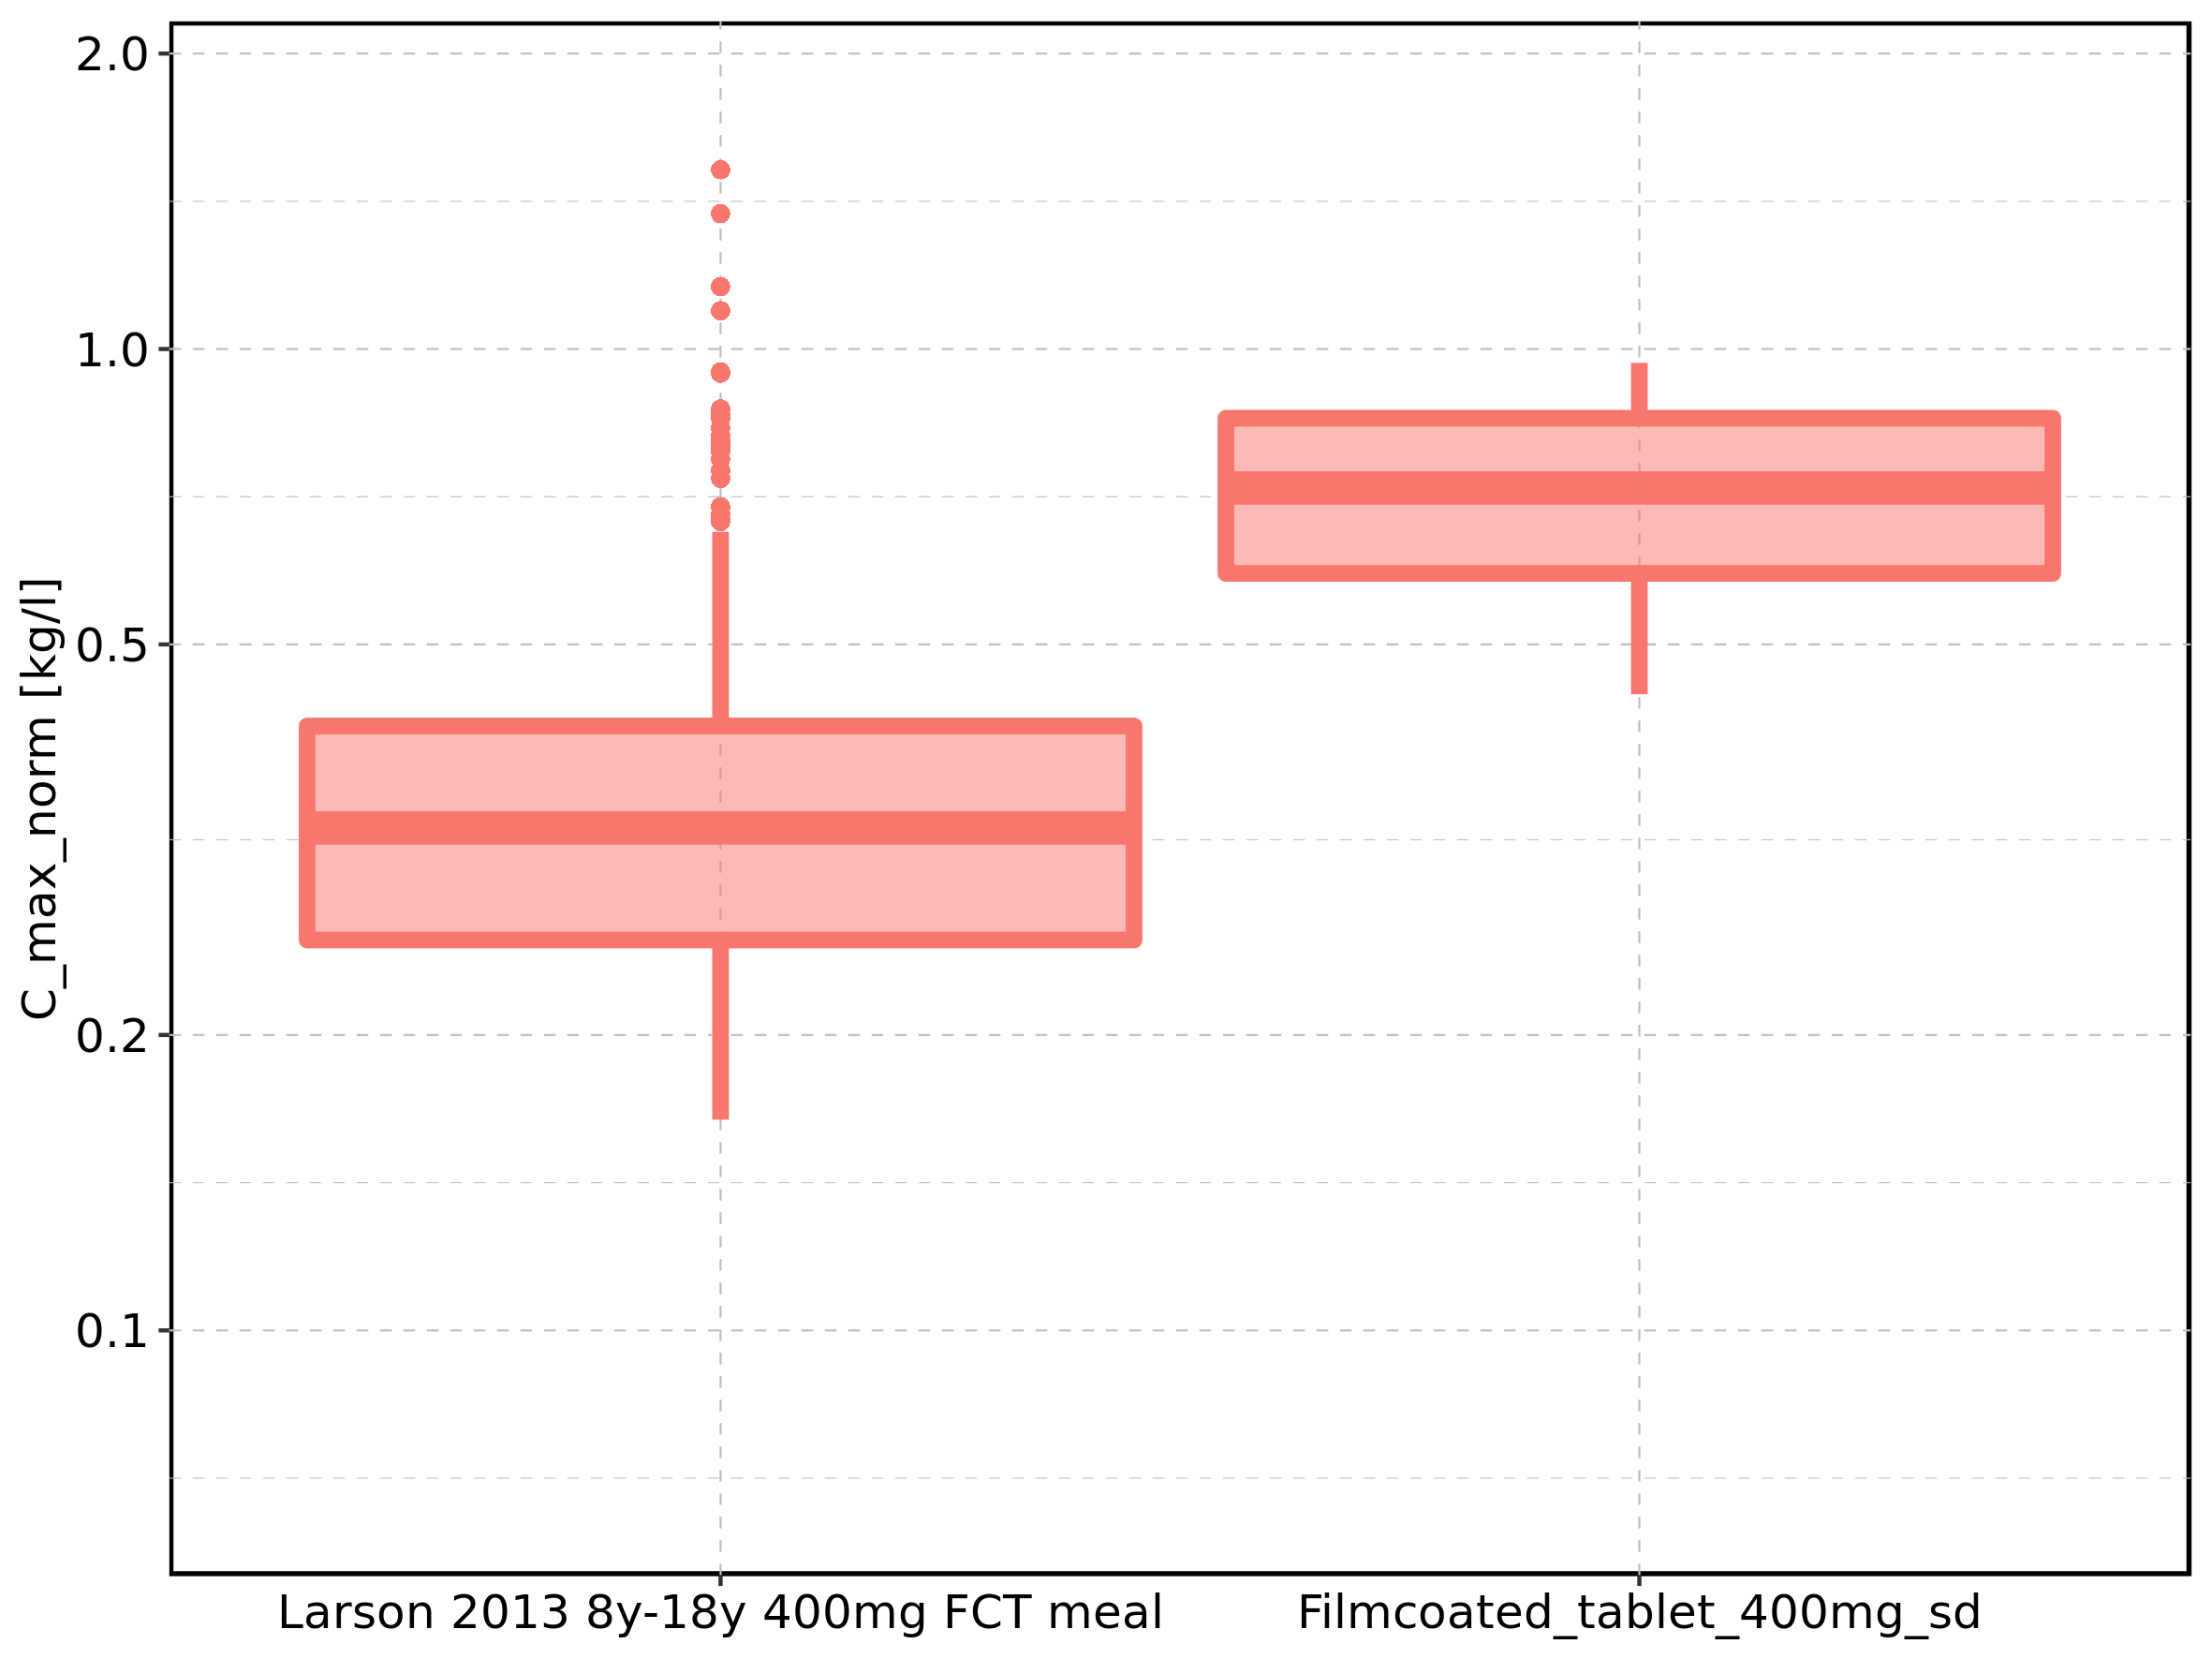 C_max_norm [kg/l]
2.0
1.0
0.5
0.2
0.1
Larson 2013 8y-18y 400mg FCT meal
Filmcoated_tablet_400mg_sd